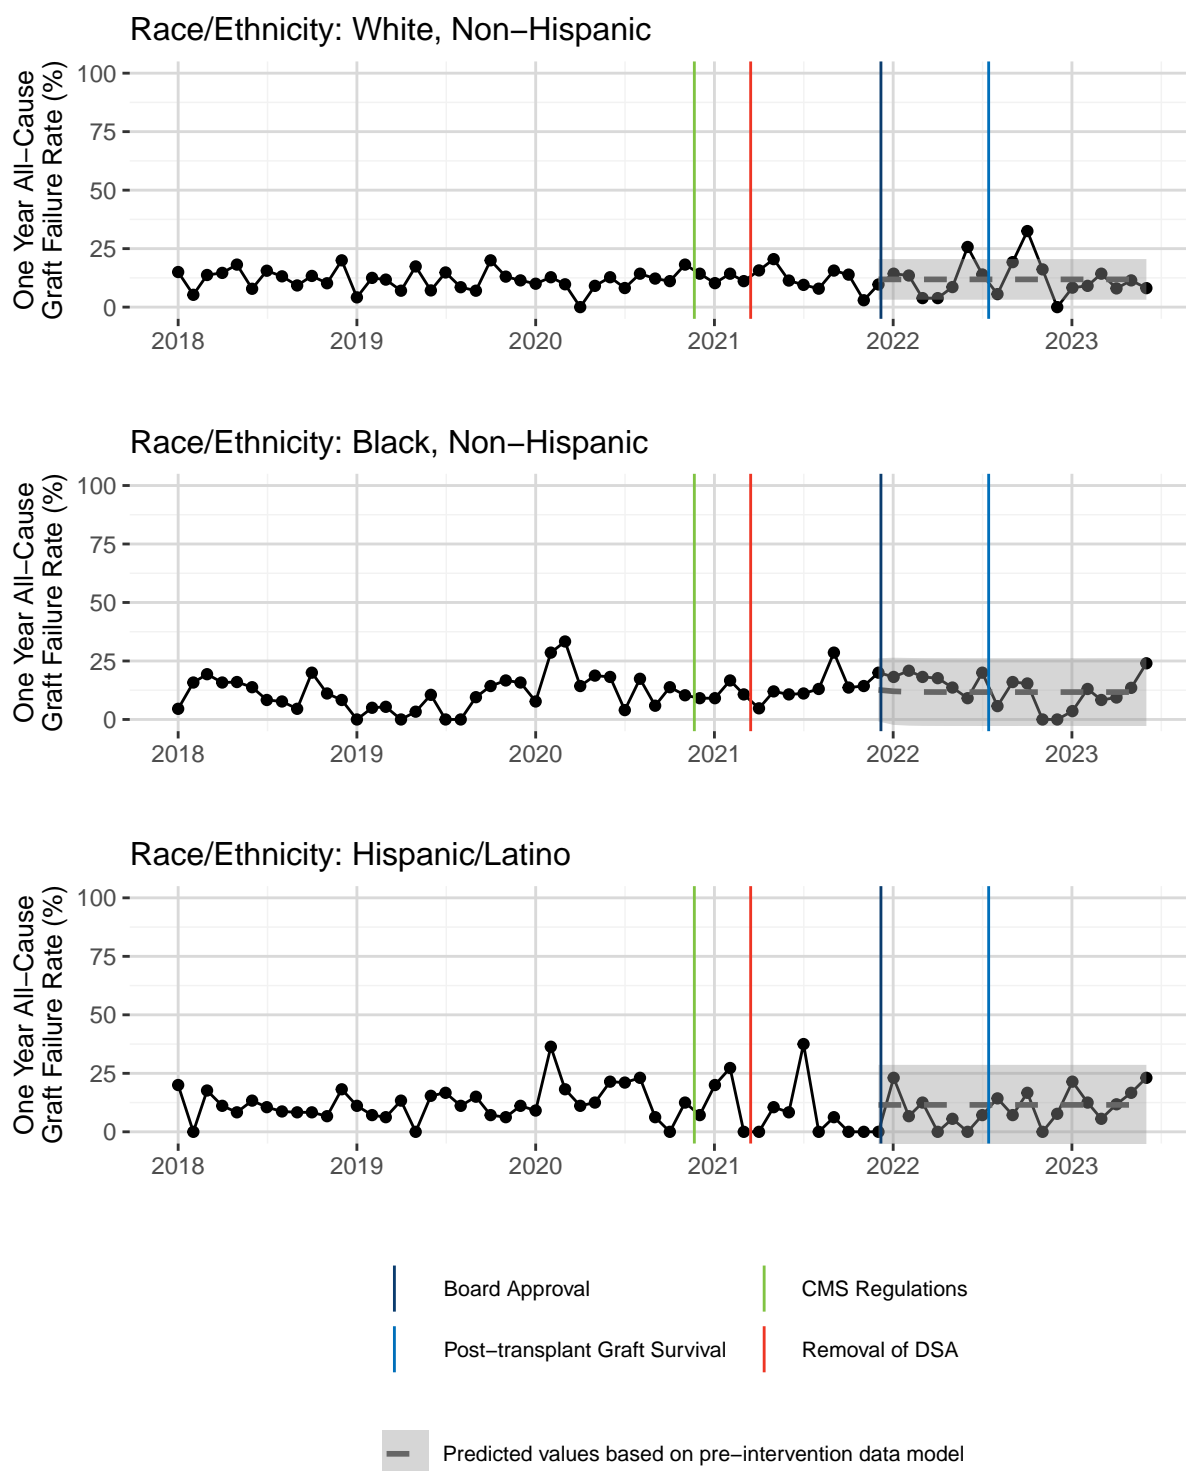 Race/Ethnicity: White, Non−Hispanic
One Year All−Cause
Graft Failure Rate (%)
100
75
50
25
0
2018 2019 2020 2021 2022 2023
Race/Ethnicity: Black, Non−Hispanic
One Year All−Cause
Graft Failure Rate (%)
100
75
50
25
0
2018 2019 2020 2021 2022 2023
Race/Ethnicity: Hispanic/Latino
One Year All−Cause
Graft Failure Rate (%)
100
75
50
25
0
2018 2019 2020 2021 2022 2023
Board Approval CMS Regulations
Post−transplant Graft Survival Removal of DSA
Predicted values based on pre−intervention data model